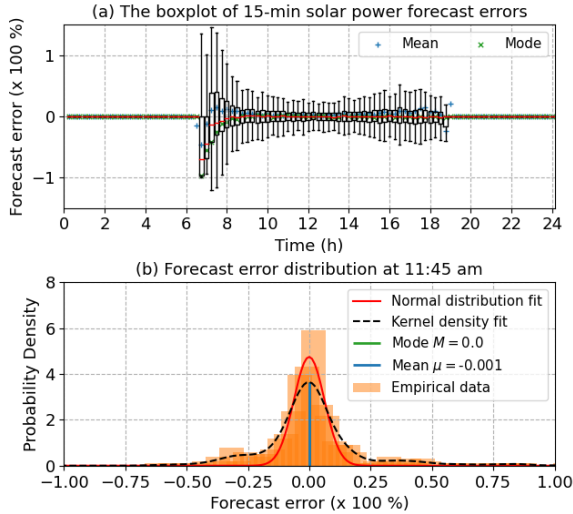 (a) The boxplot of 15-min solar power forecast errors
Forecast error (x 100 %)
Mean Mode
1
0
−1
0 2 4 6 8 10 12 14 16 18 20 22 24
Time (h)
(b) Forecast error distribution at 11:45 am
Probability Density
8
6
4
2
0
Normal distribution fit
Kernel density fit
Mode M = 0.0
Mean μ = -0.001
Empirical data
−1.00 −0.75 −0.50 −0.25 0.00 0.25 0.50 0.75 1.00
Forecast error (x 100 %)